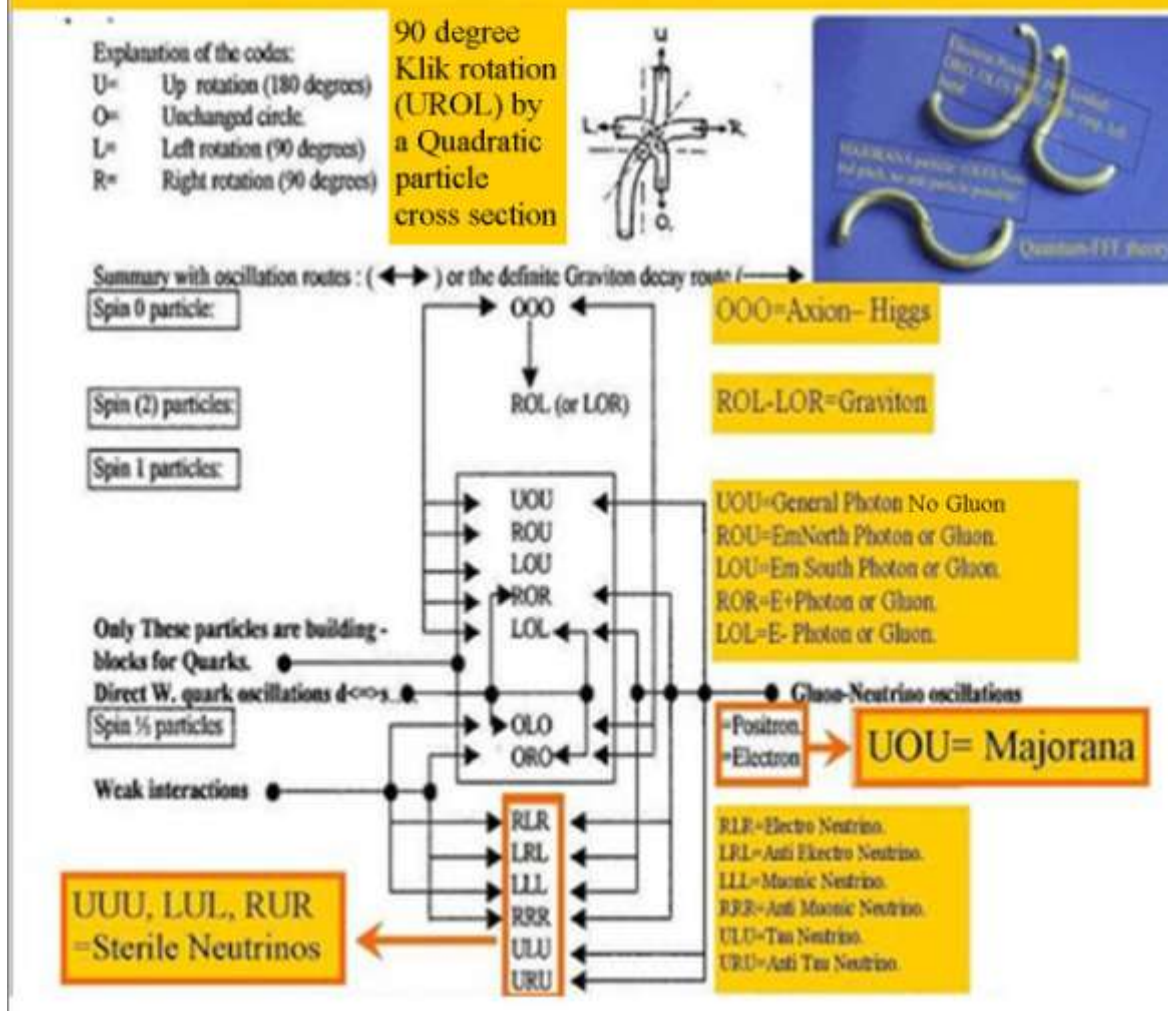 Explanation of the codes:
U= Up rotation (180 degrees)
O= Unchanged circle.
L= Left rotation (90 degrees)
R= Right rotation (90 degrees)
90 degree
Klik rotation
(UROL) by
a Quadratic
particle
cross section
U
L
R
O.
Quantum-FFF theory
Summary with oscillation routes : ( ) or the definite Graviton decay route (
Spin 0 particle:
OOO
OOO=Axion– Higgs
Spin (2) particles:
ROL (or LOR)
ROL-LOR=Graviton
Spin 1 particles:
UOU
ROU
LOU
ROR
LOL
UOU=General Photon No Gluon
ROU=EmNorth Photon or Gluon.
LOU=Em South Photon or Gluon.
ROR=E+Photon or Gluon.
LOL=E- Photon or Gluon.
Only These particles are building -
blocks for Quarks.
Direct W. quark oscillations d<=>s..
Gluon-Neutrino oscillations
Spin ½ particles
OLO
ORO
=Positron.
=Electron
UOU= Majorana
Weak interactions
RLR
LRL
LLL
RRR
ULU
URU
RLR=Electro Neutrino.
LRL=Anti Ekectro Neutrino.
LLL=Muonic Neutrino.
RRR=Anti Muonic Neutrino.
ULU=Tau Neutrino.
URU=Anti Tau Neutrino.
UUU, LUL, RUR
=Sterile Neutrinos